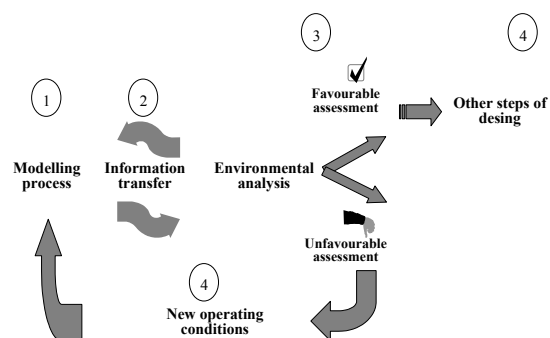 3
4
1
2
Favourable
assessment
Other steps of
desing
Modelling
process
Information
transfer
Environmental
analysis
Unfavourable
assessment
4
New operating
conditions